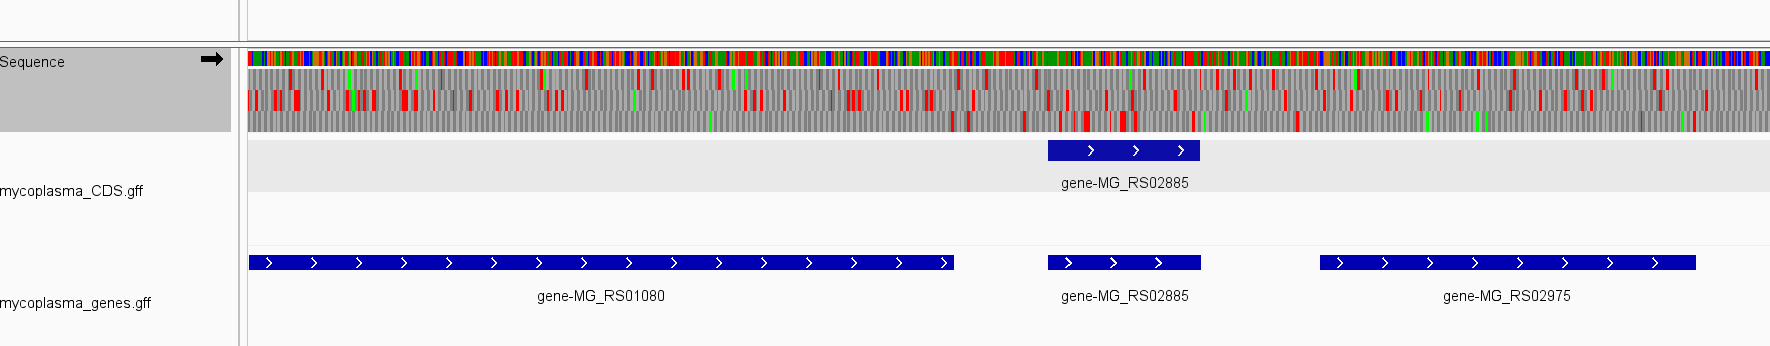 Sequence
mycoplasma_CDS.gff
gene-MG_RS02885
mycoplasma_genes.gff
gene-MG_RS01080
gene-MG_RS02885
gene-MG_RS02975